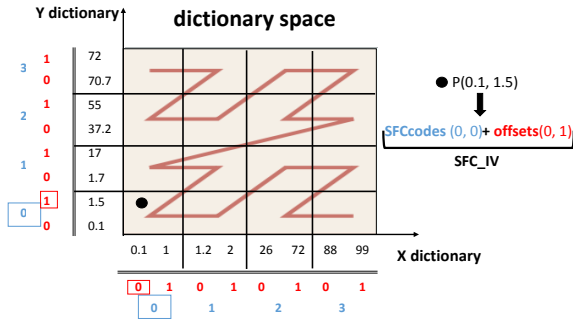 Y dictionary
dictionary space
3 1 72
0 70.7
2 1 55
0 37.2
1 1 17
0 1.7
0 1 1.5
0 0.1
P(0.1, 1.5)
SFCcodes (0, 0)+ offsets(0, 1)
SFC_IV
0.1 1 1.2 2 26 72 88 99
X dictionary
0 1 0 1 0 1 0 1
0 1 2 3